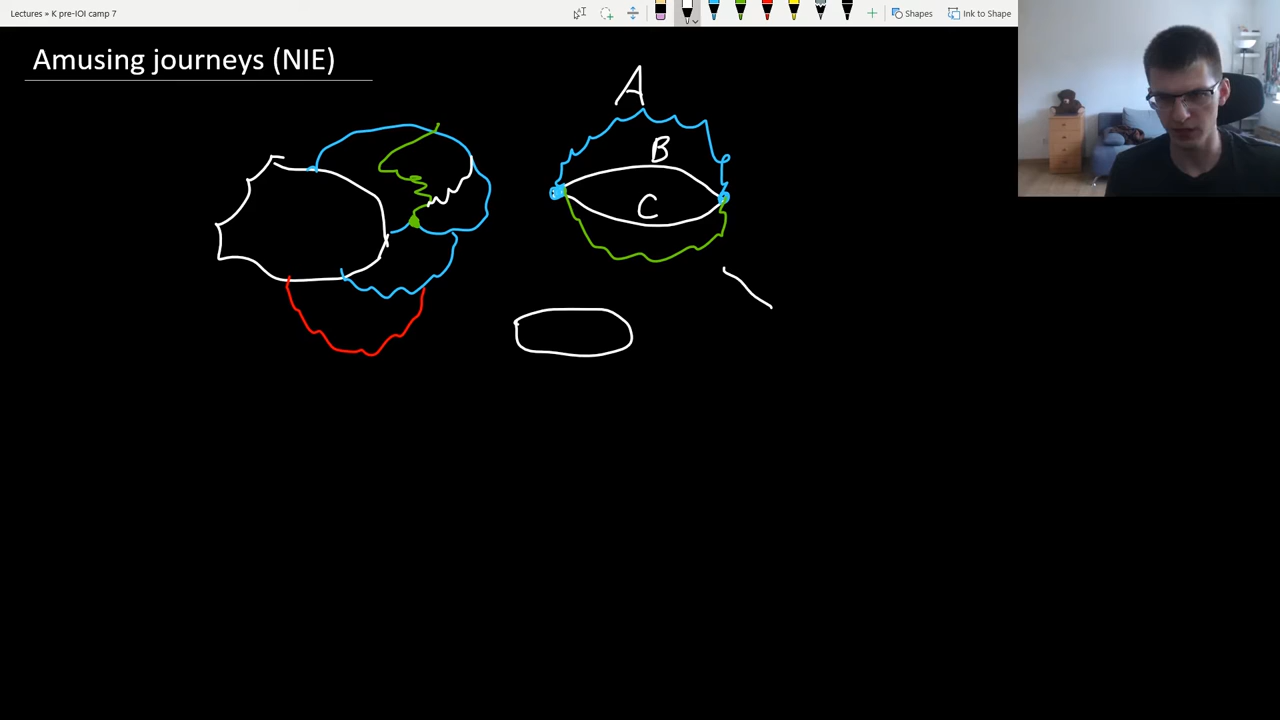 Lectures » K pre-IOI camp 7
Shapes
Ink to Shape
Amusing journeys (NIE)
A
B
C